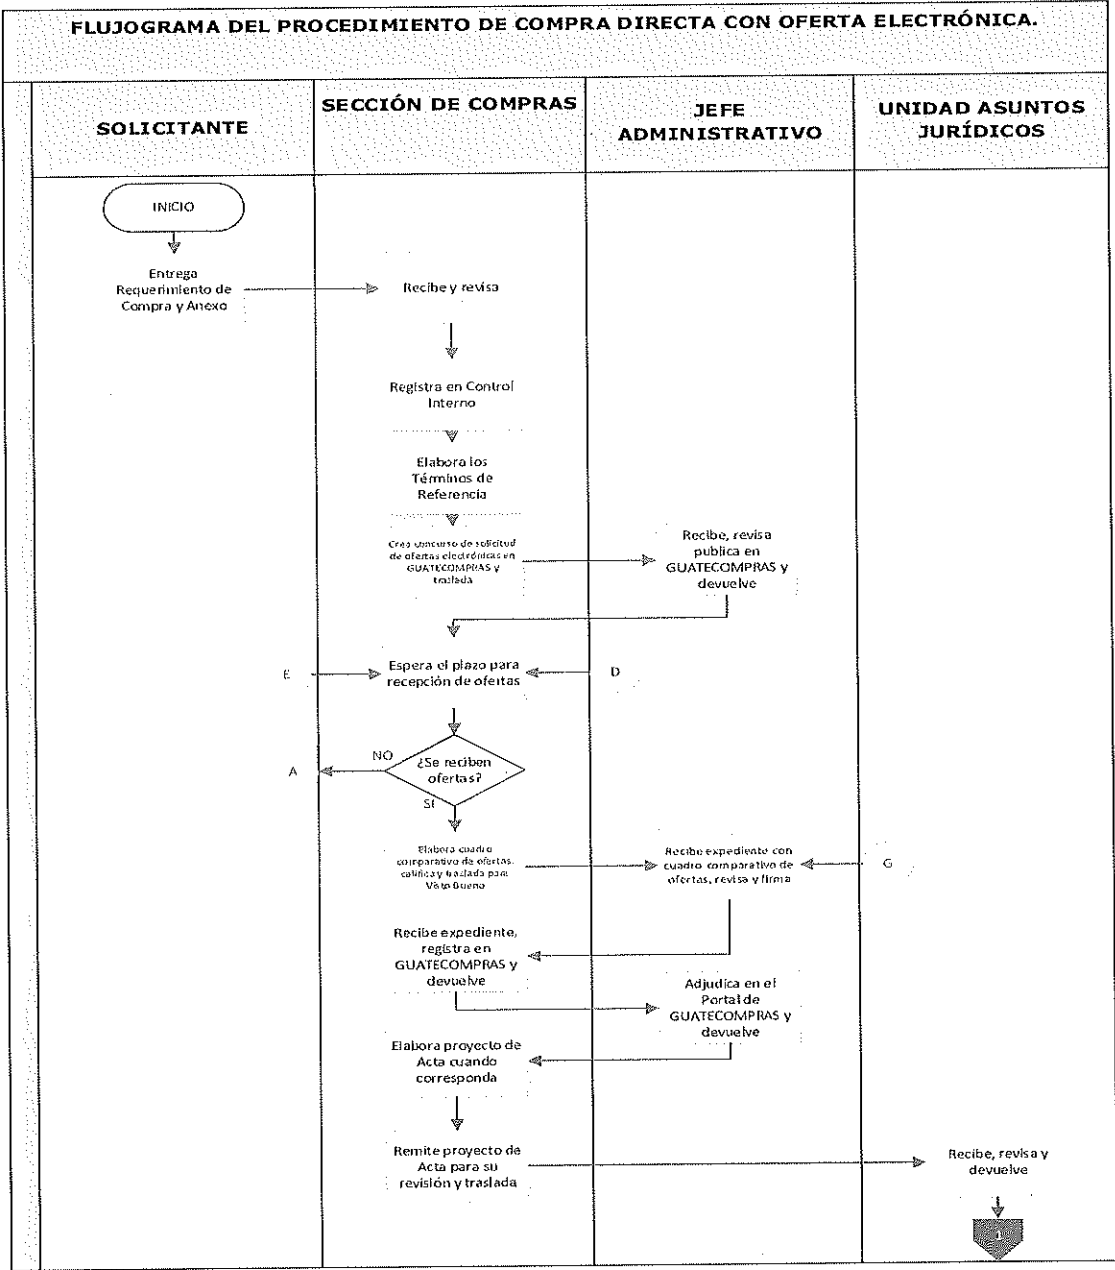 FLUJOGRAMA DEL PROCEDIMIENTO DE COMPRA DIRECTA CON OFERTA ELECTRÓNICA.
SOLICITANTE
SECCIÓN DE COMPRAS
JEFE
ADMINISTRATIVO
UNIDAD ASUNTOS
JURÍDICOS
INICIO
Entrega
Requerimiento de
Compra y Anexo
Recibe y revisa
Registra en Control
Interno
Elabora los
Términos de
Referencia
Crea concurso de solicitud
de ofertas electrónicas en
GUATECOMPRAS y
traslada
Recibe, revisa
publica en
GUATECOMPRAS y
devuelve
E
Espera el plazo para
recepción de ofertas
D
A
NO
¿Se reciben
ofertas?
SI
Elabora cuadro
comparativo de ofertas,
califica y traslada para
Visto Bueno
Recibe expediente con
cuadro comparativo de
ofertas, revisa y firma
G
Recibe expediente,
registra en
GUATECOMPRAS y
devuelve
Adjudica en el
Portal de
GUATECOMPRAS y
devuelve
Elabora proyecto de
Acta cuando
corresponda
Remite proyecto de
Acta para su
revisión y traslada
Recibe, revisa y
devuelve
1